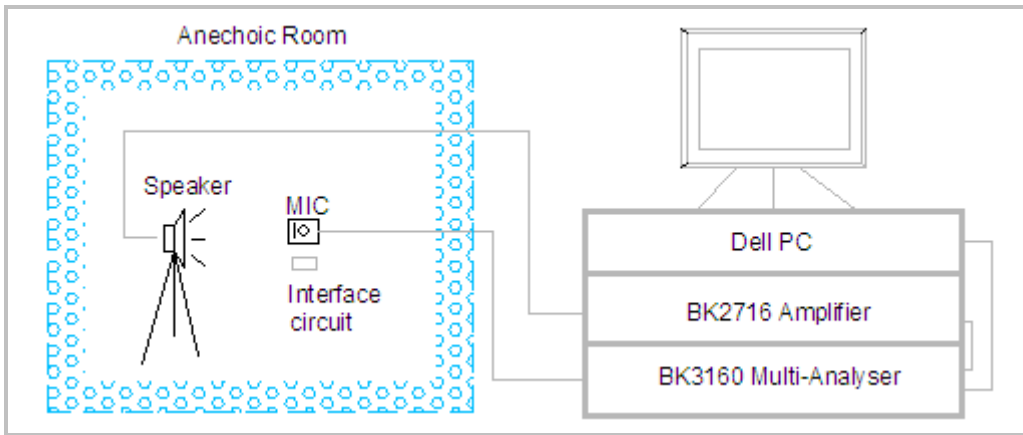 Anechoic Room
Speaker
MIC
Interface
circuit
Dell PC
BK2716 Amplifier
BK3160 Multi-Analyser